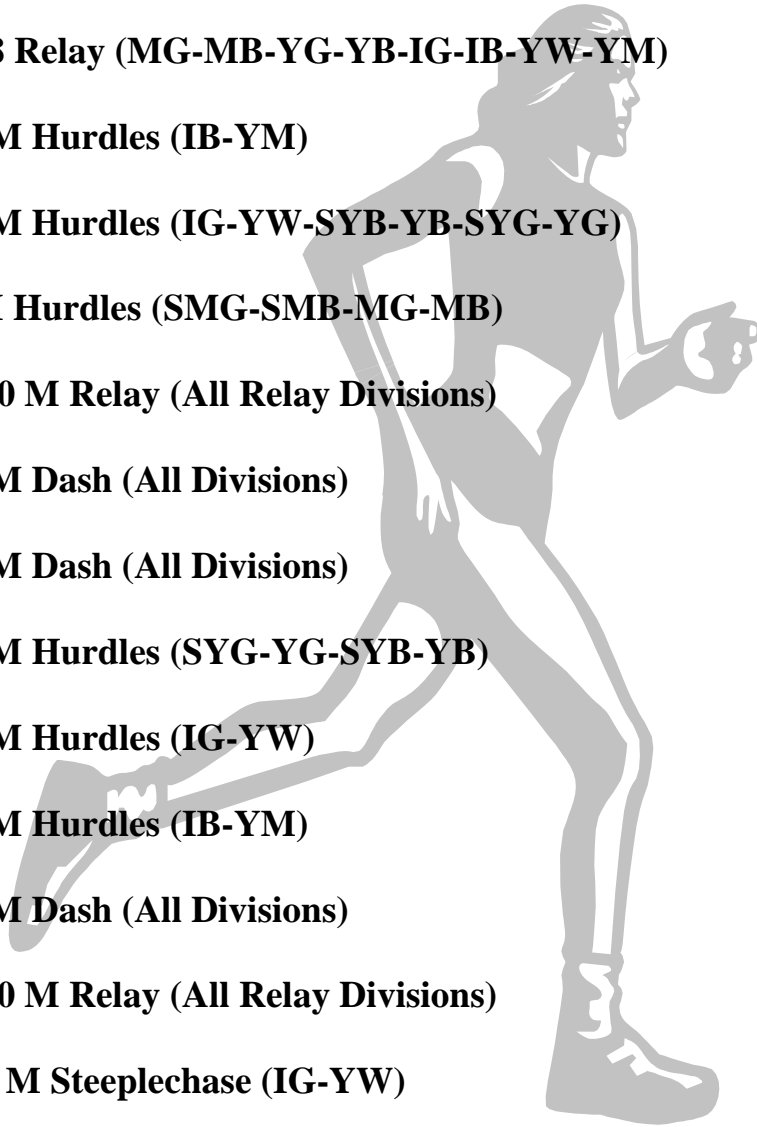 8 Relay (MG-MB-YG-YB-IG-IB-YW-YM)
M Hurdles (IB-YM)
M Hurdles (IG-YW-SYB-YB-SYG-YG)
Hurdles (SMG-SMB-MG-MB)
0 M Relay (All Relay Divisions)
M Dash (All Divisions)
M Dash (All Divisions)
M Hurdles (SYG-YG-SYB-YB)
M Hurdles (IG-YW)
M Hurdles (IB-YM)
M Dash (All Divisions)
0 M Relay (All Relay Divisions)
M Steeplechase (IG-YW)